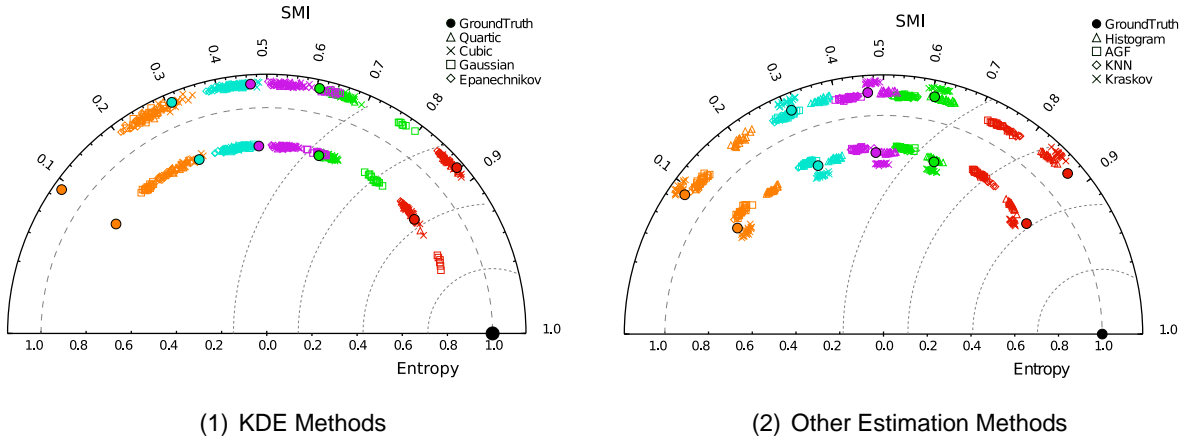 SMI
GroundTruth
Quartic
Cubic
Gaussian
Epanechnikov
0.1
0.2
0.3
0.4
0.5
0.6
0.7
0.8
0.9
1.0
1.0 0.8 0.6 0.4 0.2 0.0 0.2 0.4 0.6 0.8 1.0
Entropy
(1) KDE Methods
SMI
GroundTruth
Histogram
AGF
KNN
Kraskov
0.1
0.2
0.3
0.4
0.5
0.6
0.7
0.8
0.9
1.0
1.0 0.8 0.6 0.4 0.2 0.0 0.2 0.4 0.6 0.8 1.0
Entropy
(2) Other Estimation Methods